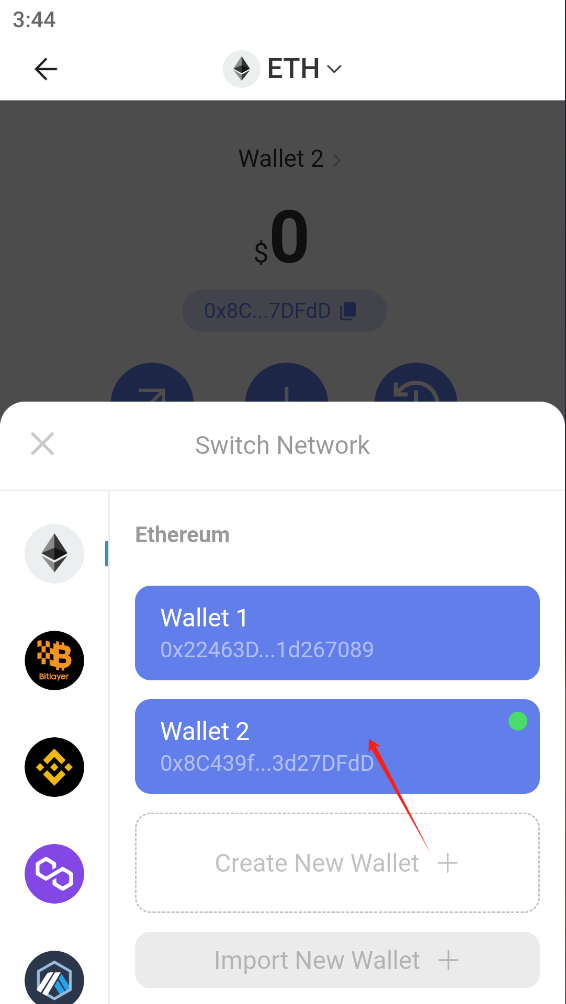 3:44
ETH
Wallet 2
$0
0x8C...7DFdD
Switch Network
Ethereum
Wallet 1
0x22463D...1d267089
Bitlayer
Wallet 2
0x8C439f...3d27DFdD
Create New Wallet +
Import New Wallet +